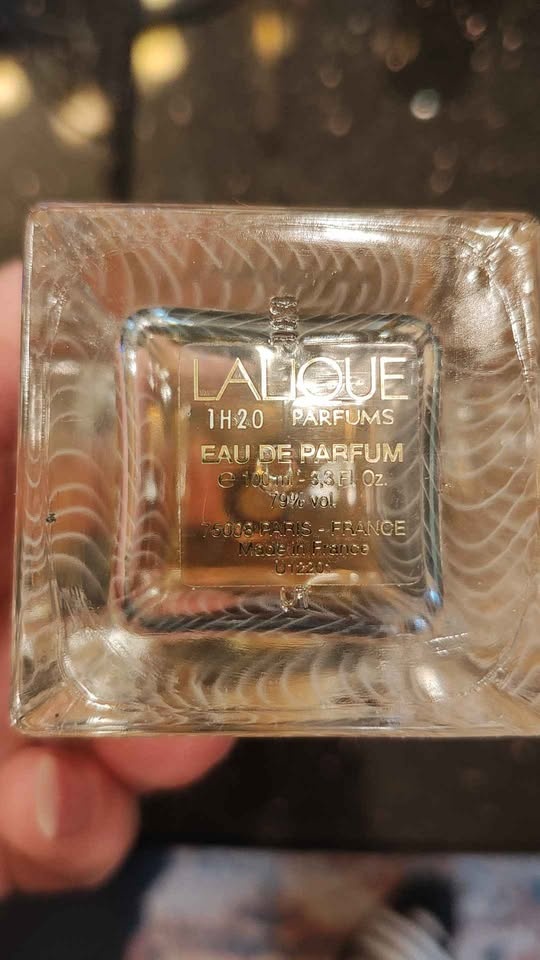 LALIQUE
1H20 PARFUMS
EAU DE PARFUM
e 100 ml - 3,3 Fl. Oz.
79% vol.
75008 PARIS - FRANCE
Made in France
U12201